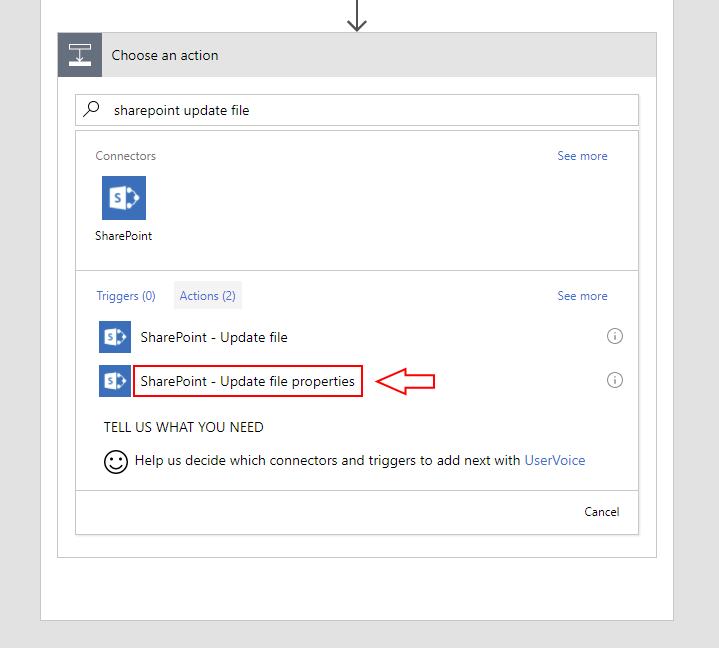 Choose an action
sharepoint update file
Connectors
See more
SharePoint
Triggers (0)
Actions (2)
See more
SharePoint - Update file
SharePoint - Update file properties
TELL US WHAT YOU NEED
Help us decide which connectors and triggers to add next with UserVoice
Cancel